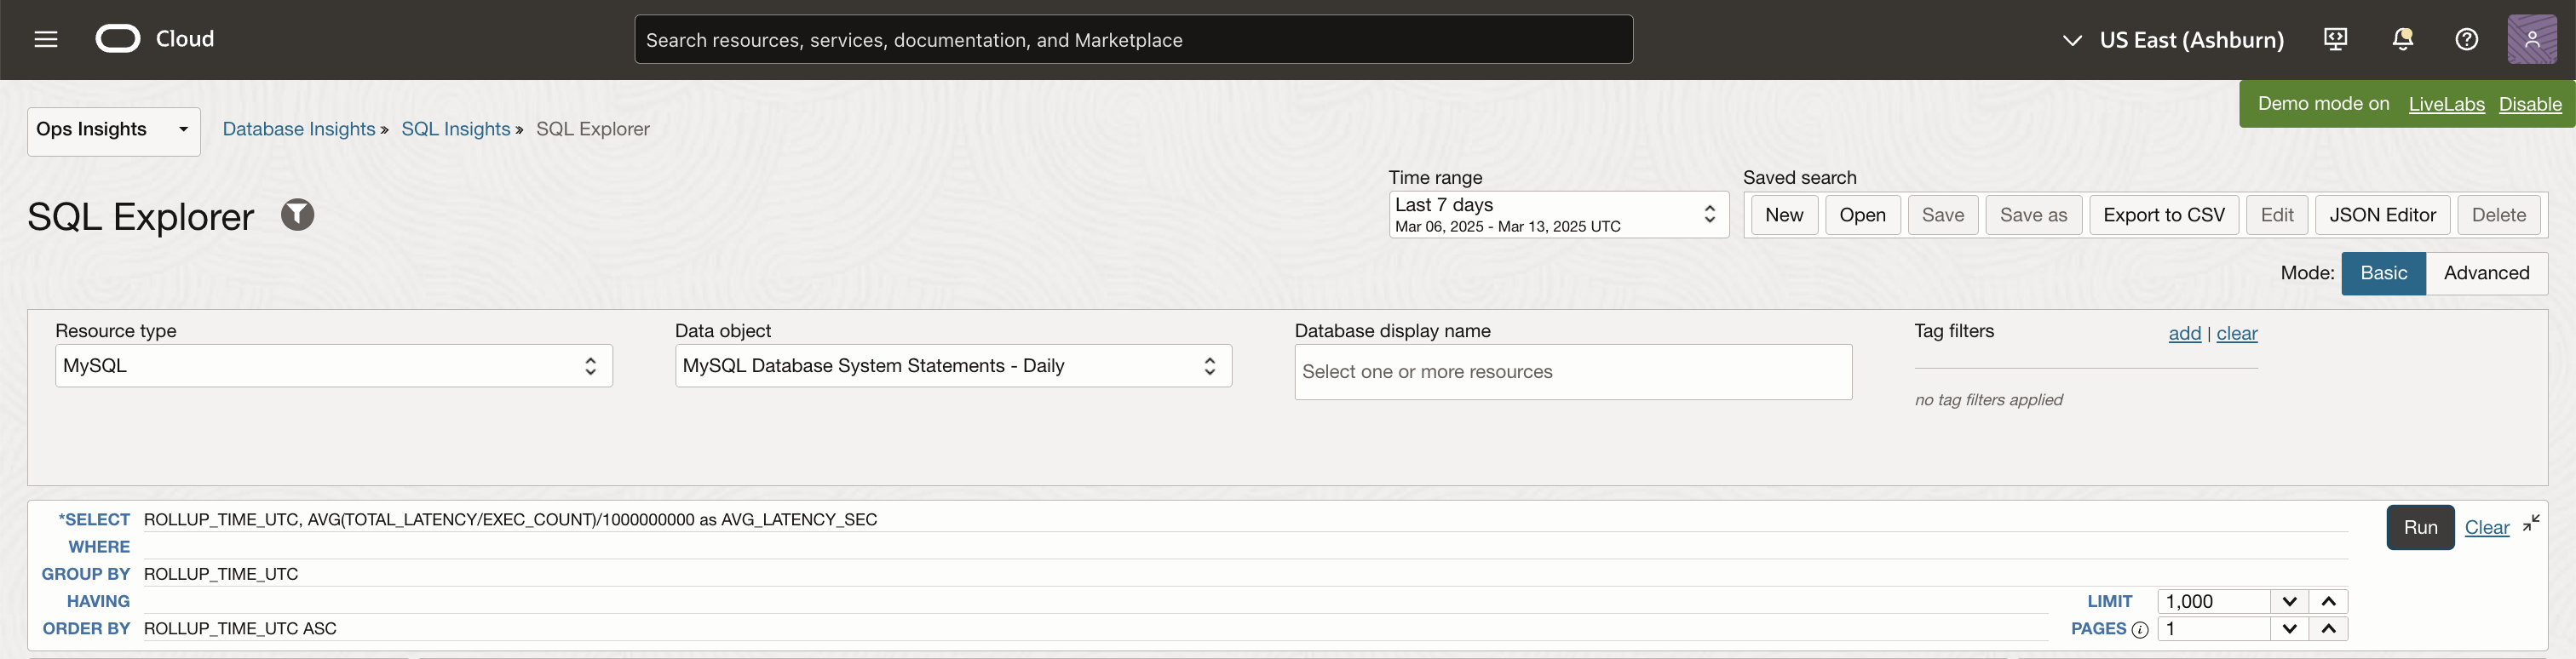 Cloud
Search resources, services, documentation, and Marketplace
US East (Ashburn)
Demo mode on LiveLabs Disable
Ops Insights
Database Insights » SQL Insights » SQL Explorer
SQL Explorer
Time range
Last 7 days
Mar 06, 2025 - Mar 13, 2025 UTC
Saved search
New Open Save Save as Export to CSV Edit JSON Editor Delete
Mode: Basic Advanced
Resource type
MySQL
Data object
MySQL Database System Statements - Daily
Database display name
Select one or more resources
Tag filters add | clear
no tag filters applied
*SELECT ROLLUP_TIME_UTC, AVG(TOTAL_LATENCY/EXEC_COUNT)/1000000000 as AVG_LATENCY_SEC
Run Clear
WHERE
GROUP BY ROLLUP_TIME_UTC
HAVING
LIMIT 1,000
ORDER BY ROLLUP_TIME_UTC ASC
PAGES i 1